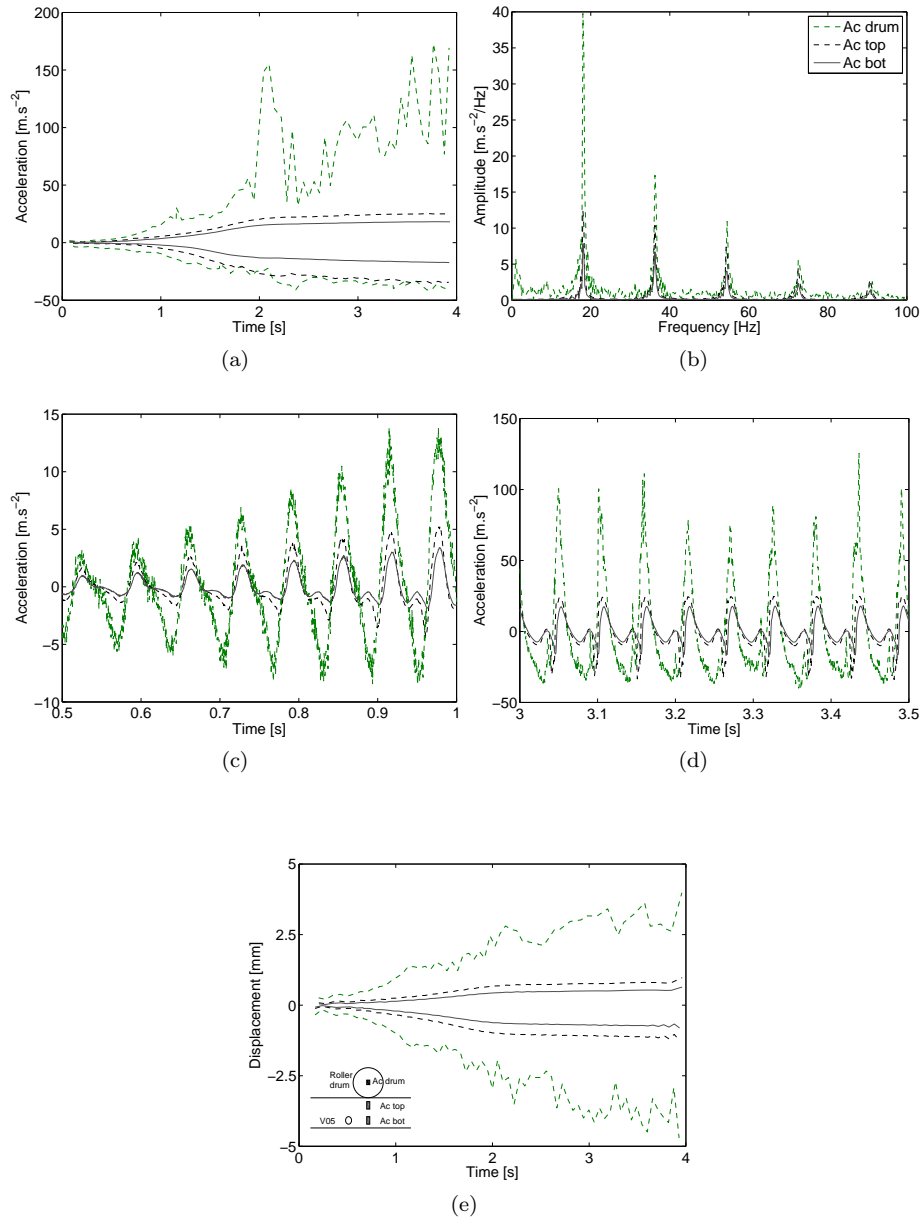 200
150
100
50
0
−50
0 1 2 3 4
Acceleration [m.s−2]
Time [s]
(a)
40
35
30
25
20
15
10
5
0
0 20 40 60 80 100
Amplitude [m.s−2/Hz]
Frequency [Hz]
Ac drum
Ac top
Ac bot
(b)
15
10
5
0
−5
−10
0.5 0.6 0.7 0.8 0.9 1
Acceleration [m.s−2]
Time [s]
(c)
150
100
50
0
−50
3 3.1 3.2 3.3 3.4 3.5
Acceleration [m.s−2]
Time [s]
(d)
5
2.5
0
−2.5
−5
0 1 2 3 4
Displacement [mm]
Time [s]
Roller
drum
Ac drum
Ac top
V05
Ac bot
(e)